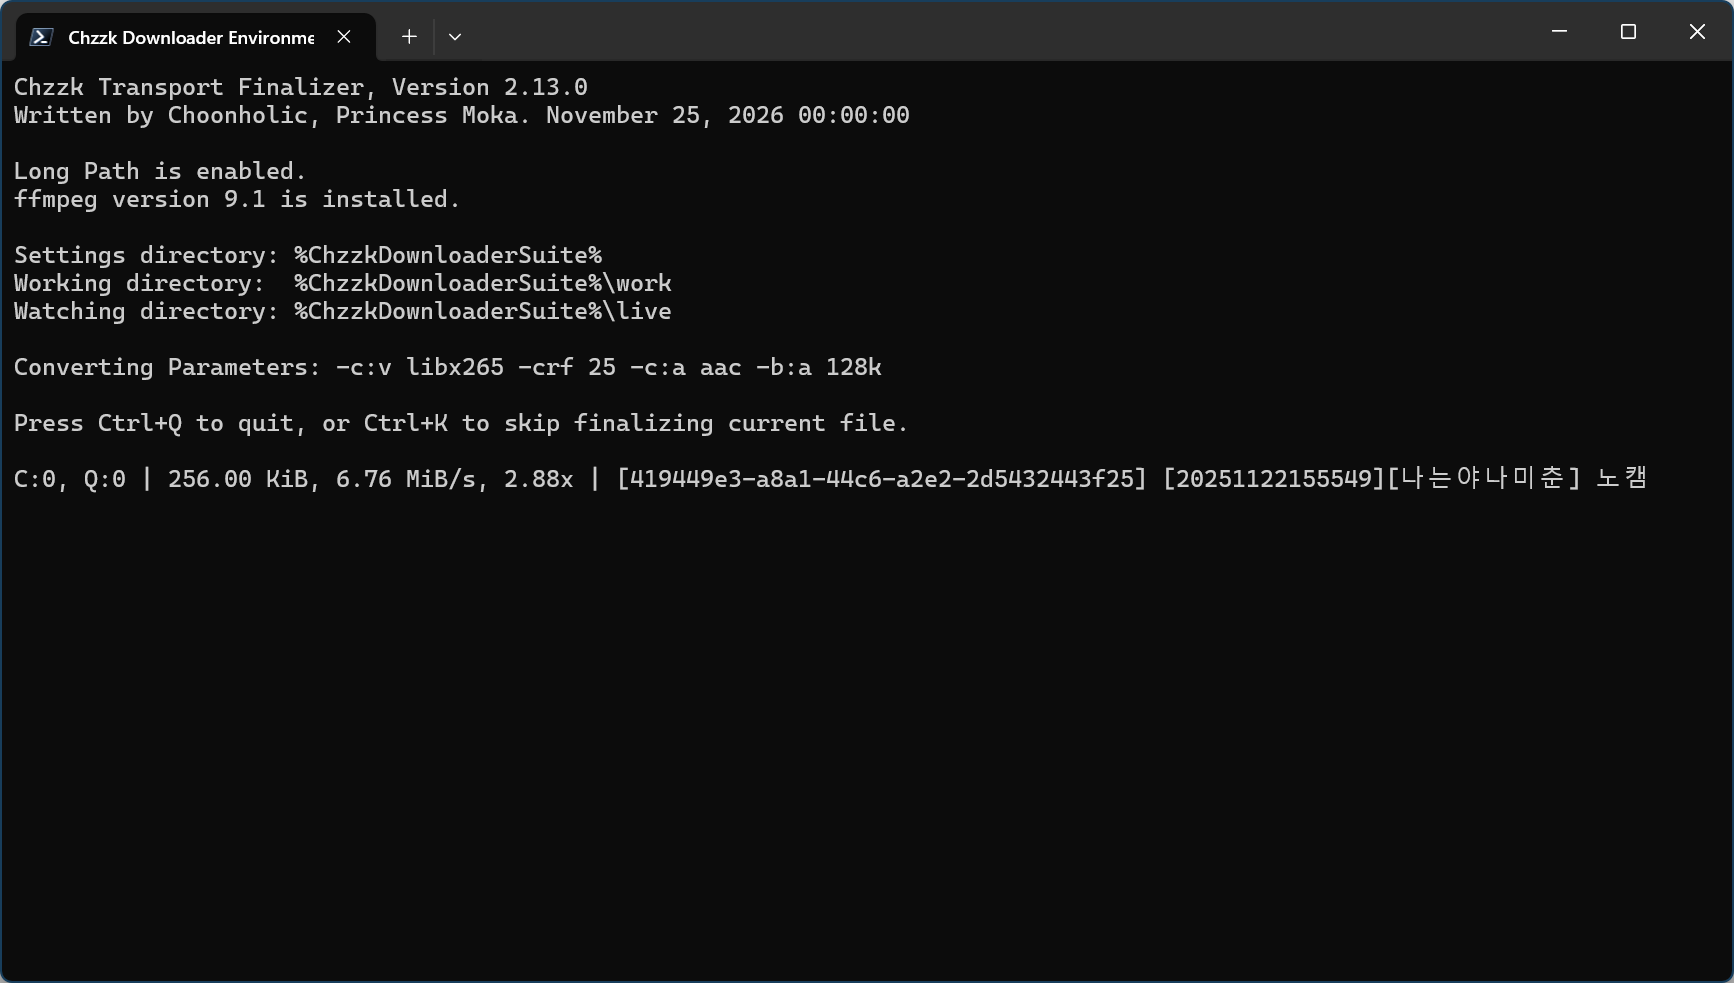 Chzzk Downloader Environme
Chzzk Transport Finalizer, Version 2.13.0
Written by Choonholic, Princess Moka. November 25, 2026 00:00:00
Long Path is enabled.
ffmpeg version 9.1 is installed.
Settings directory: %ChzzkDownloaderSuite%
Working directory:  %ChzzkDownloaderSuite%\work
Watching directory: %ChzzkDownloaderSuite%\live
Converting Parameters: -c:v libx265 -crf 25 -c:a aac -b:a 128k
Press Ctrl+Q to quit, or Ctrl+K to skip finalizing current file.
C:0, Q:0 | 256.00 KiB, 6.76 MiB/s, 2.88x | [419449e3-a8a1-44c6-a2e2-2d5432443f25] [20251122155549][나는야나미춘] 노캠